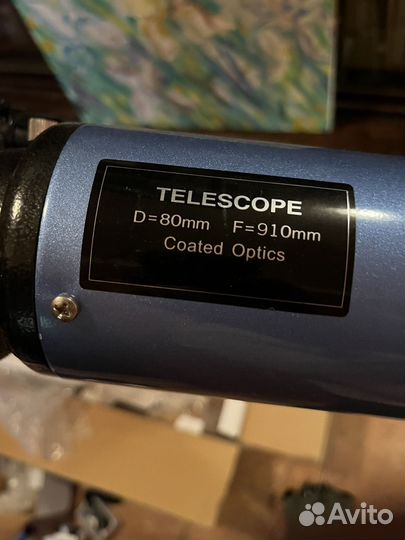 TELESCOPE
D=80mm F=910mm
Coated Optics
Avito